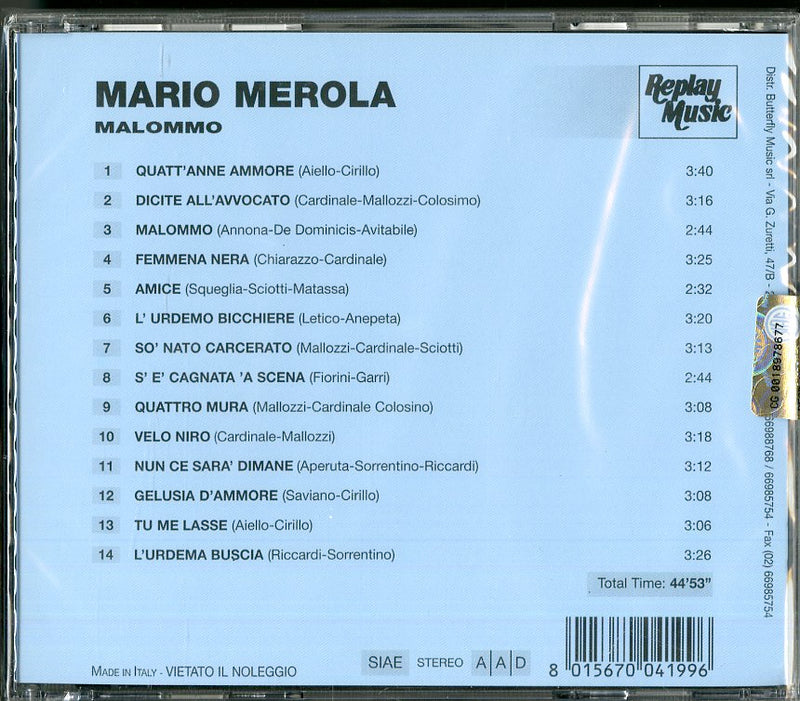 MARIO MEROLA
MALOMMO
Replay
Music
1 QUATT'ANNE AMMORE (Aiello-Cirillo) 3:40
2 DICITE ALL'AVVOCATO (Cardinale-Mallozzi-Colosimo) 3:16
3 MALOMMO (Annona-De Dominicis-Avitabile) 2:44
4 FEMMENA NERA (Chiarazzo-Cardinale) 3:25
5 AMICE (Squeglia-Sciotti-Matassa) 2:32
6 L' URDEMO BICCHIERE (Letico-Anepeta) 3:20
7 SO' NATO CARCERATO (Mallozzi-Cardinale-Sciotti) 3:13
8 S' E' CAGNATA 'A SCENA (Fiorini-Garri) 2:44
9 QUATTRO MURA (Mallozzi-Cardinale Colosino) 3:08
10 VELO NIRO (Cardinale-Mallozzi) 3:18
11 NUN CE SARA' DIMANE (Aperuta-Sorrentino-Riccardi) 3:12
12 GELUSIA D'AMMORE (Saviano-Cirillo) 3:08
13 TU ME LASSE (Aiello-Cirillo) 3:06
14 L'URDEMA BUSCIA (Riccardi-Sorrentino) 3:26
Total Time: 44'53"
MADE IN ITALY - VIETATO IL NOLEGGIO
SIAE STEREO A A D
8 015670 041996
Distr. Butterfly Music srl - Via G. Zuretti, 47/B - 66988768 / 66985754 - Fax (02) 66985754
CG 0018978677